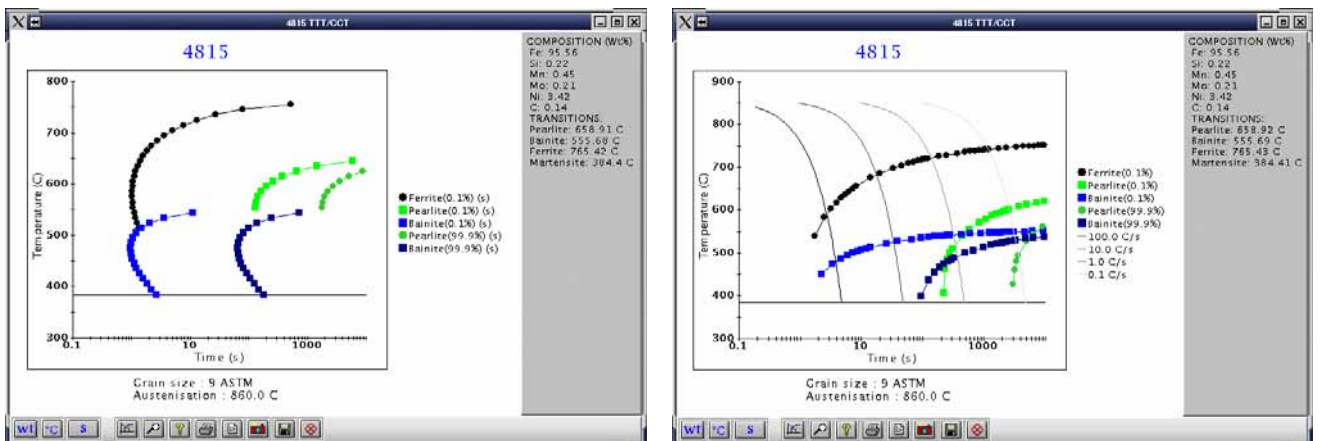 4815 TTT/CCT
4815
COMPOSITION (Wt%)
Fe: 95.56
Si: 0.22
Mn: 0.45
Mo: 0.21
Ni: 3.42
C: 0.14
TRANSITIONS:
Pearlite: 658.91 C
Bainite: 555.68 C
Ferrite: 765.42 C
Martensite: 384.4 C
800
700
600
500
400
300
Temperature (C)
0.1
10
1000
Time (s)
Ferrite(0.1%) (s)
Pearlite(0.1%) (s)
Bainite(0.1%) (s)
Pearlite(99.9%) (s)
Bainite(99.9%) (s)
Grain size : 9 ASTM
Austenisation : 860.0 C
wt °C s
4815 TTT/CCT
4815
COMPOSITION (Wt%)
Fe: 95.56
Si: 0.22
Mn: 0.45
Mo: 0.21
Ni: 3.42
C: 0.14
TRANSITIONS:
Pearlite: 658.92 C
Bainite: 555.69 C
Ferrite: 765.43 C
Martensite: 384.41 C
900
800
700
600
500
400
300
Temperature (C)
0.1
10
1000
Time (s)
Ferrite(0.1%)
Pearlite(0.1%)
Bainite(0.1%)
Pearlite(99.9%)
Bainite(99.9%)
100.0 C/s
10.0 C/s
1.0 C/s
0.1 C/s
Grain size : 9 ASTM
Austenisation : 860.0 C
wt °C s